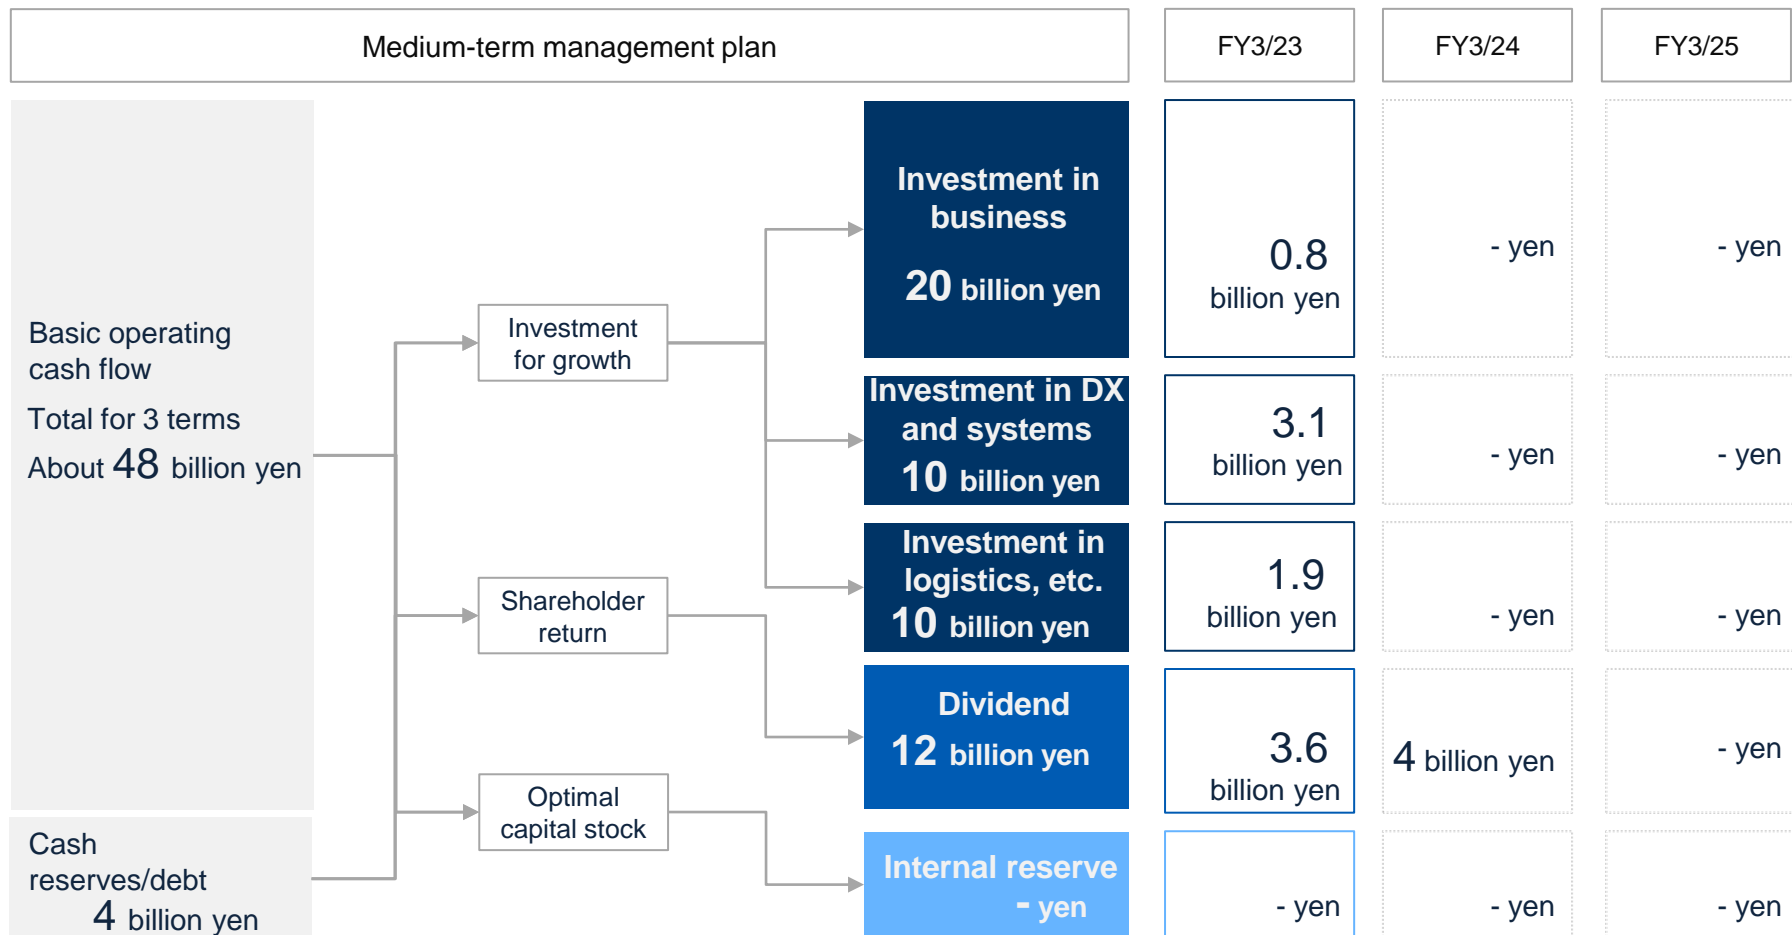 Medium-term management plan
FY3/23
FY3/24
FY3/25
Basic operating
cash flow
Total for 3 terms
About 48 billion yen
Cash
reserves/debt
4 billion yen
Investment
for growth
Shareholder
return
Optimal
capital stock
Investment in
business
20 billion yen
0.8
billion yen
- yen
- yen
Investment in DX
and systems
10 billion yen
3.1
billion yen
- yen
- yen
Investment in
logistics, etc.
10 billion yen
1.9
billion yen
- yen
- yen
Dividend
12 billion yen
3.6
billion yen
4 billion yen
- yen
Internal reserve
- yen
- yen
- yen
- yen